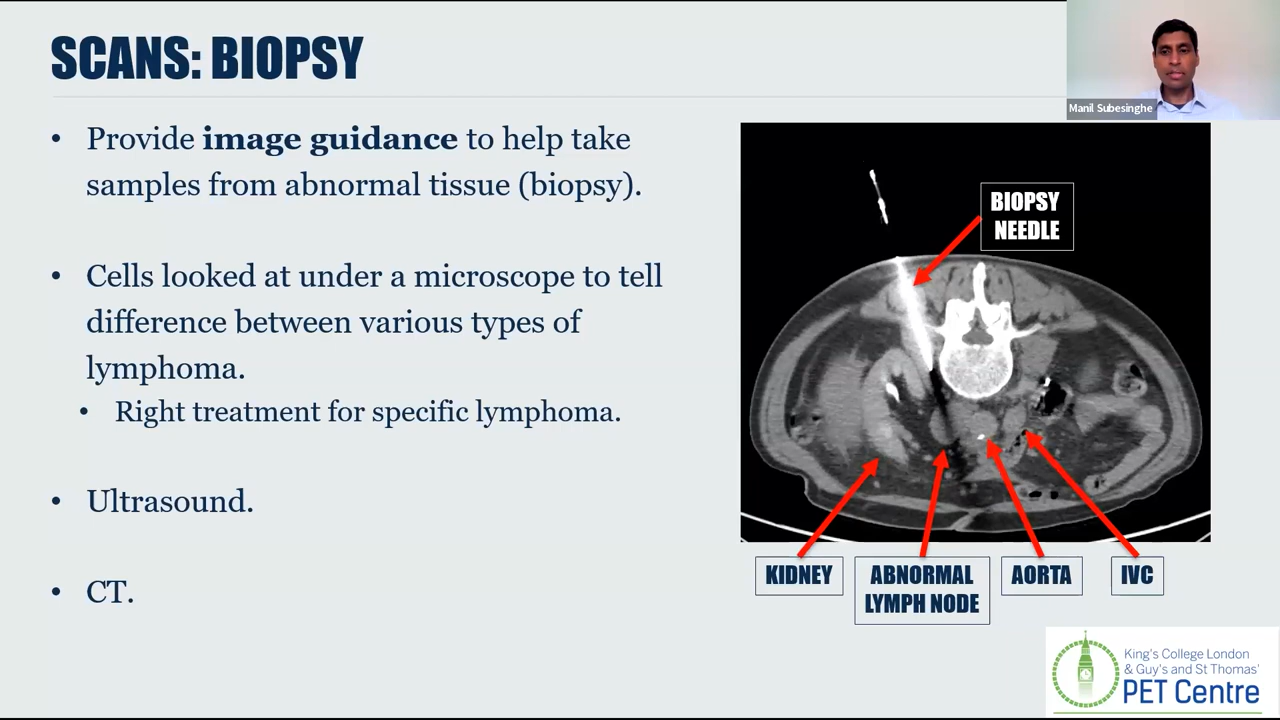 SCANS: BIOPSY
Manil Subesinghe
• Provide image guidance to help take
samples from abnormal tissue (biopsy).
• Cells looked at under a microscope to tell
difference between various types of
lymphoma.
• Right treatment for specific lymphoma.
• Ultrasound.
• CT.
BIOPSY
NEEDLE
KIDNEY
ABNORMAL
LYMPH NODE
AORTA
IVC
King's College London
& Guy's and St Thomas'
PET Centre